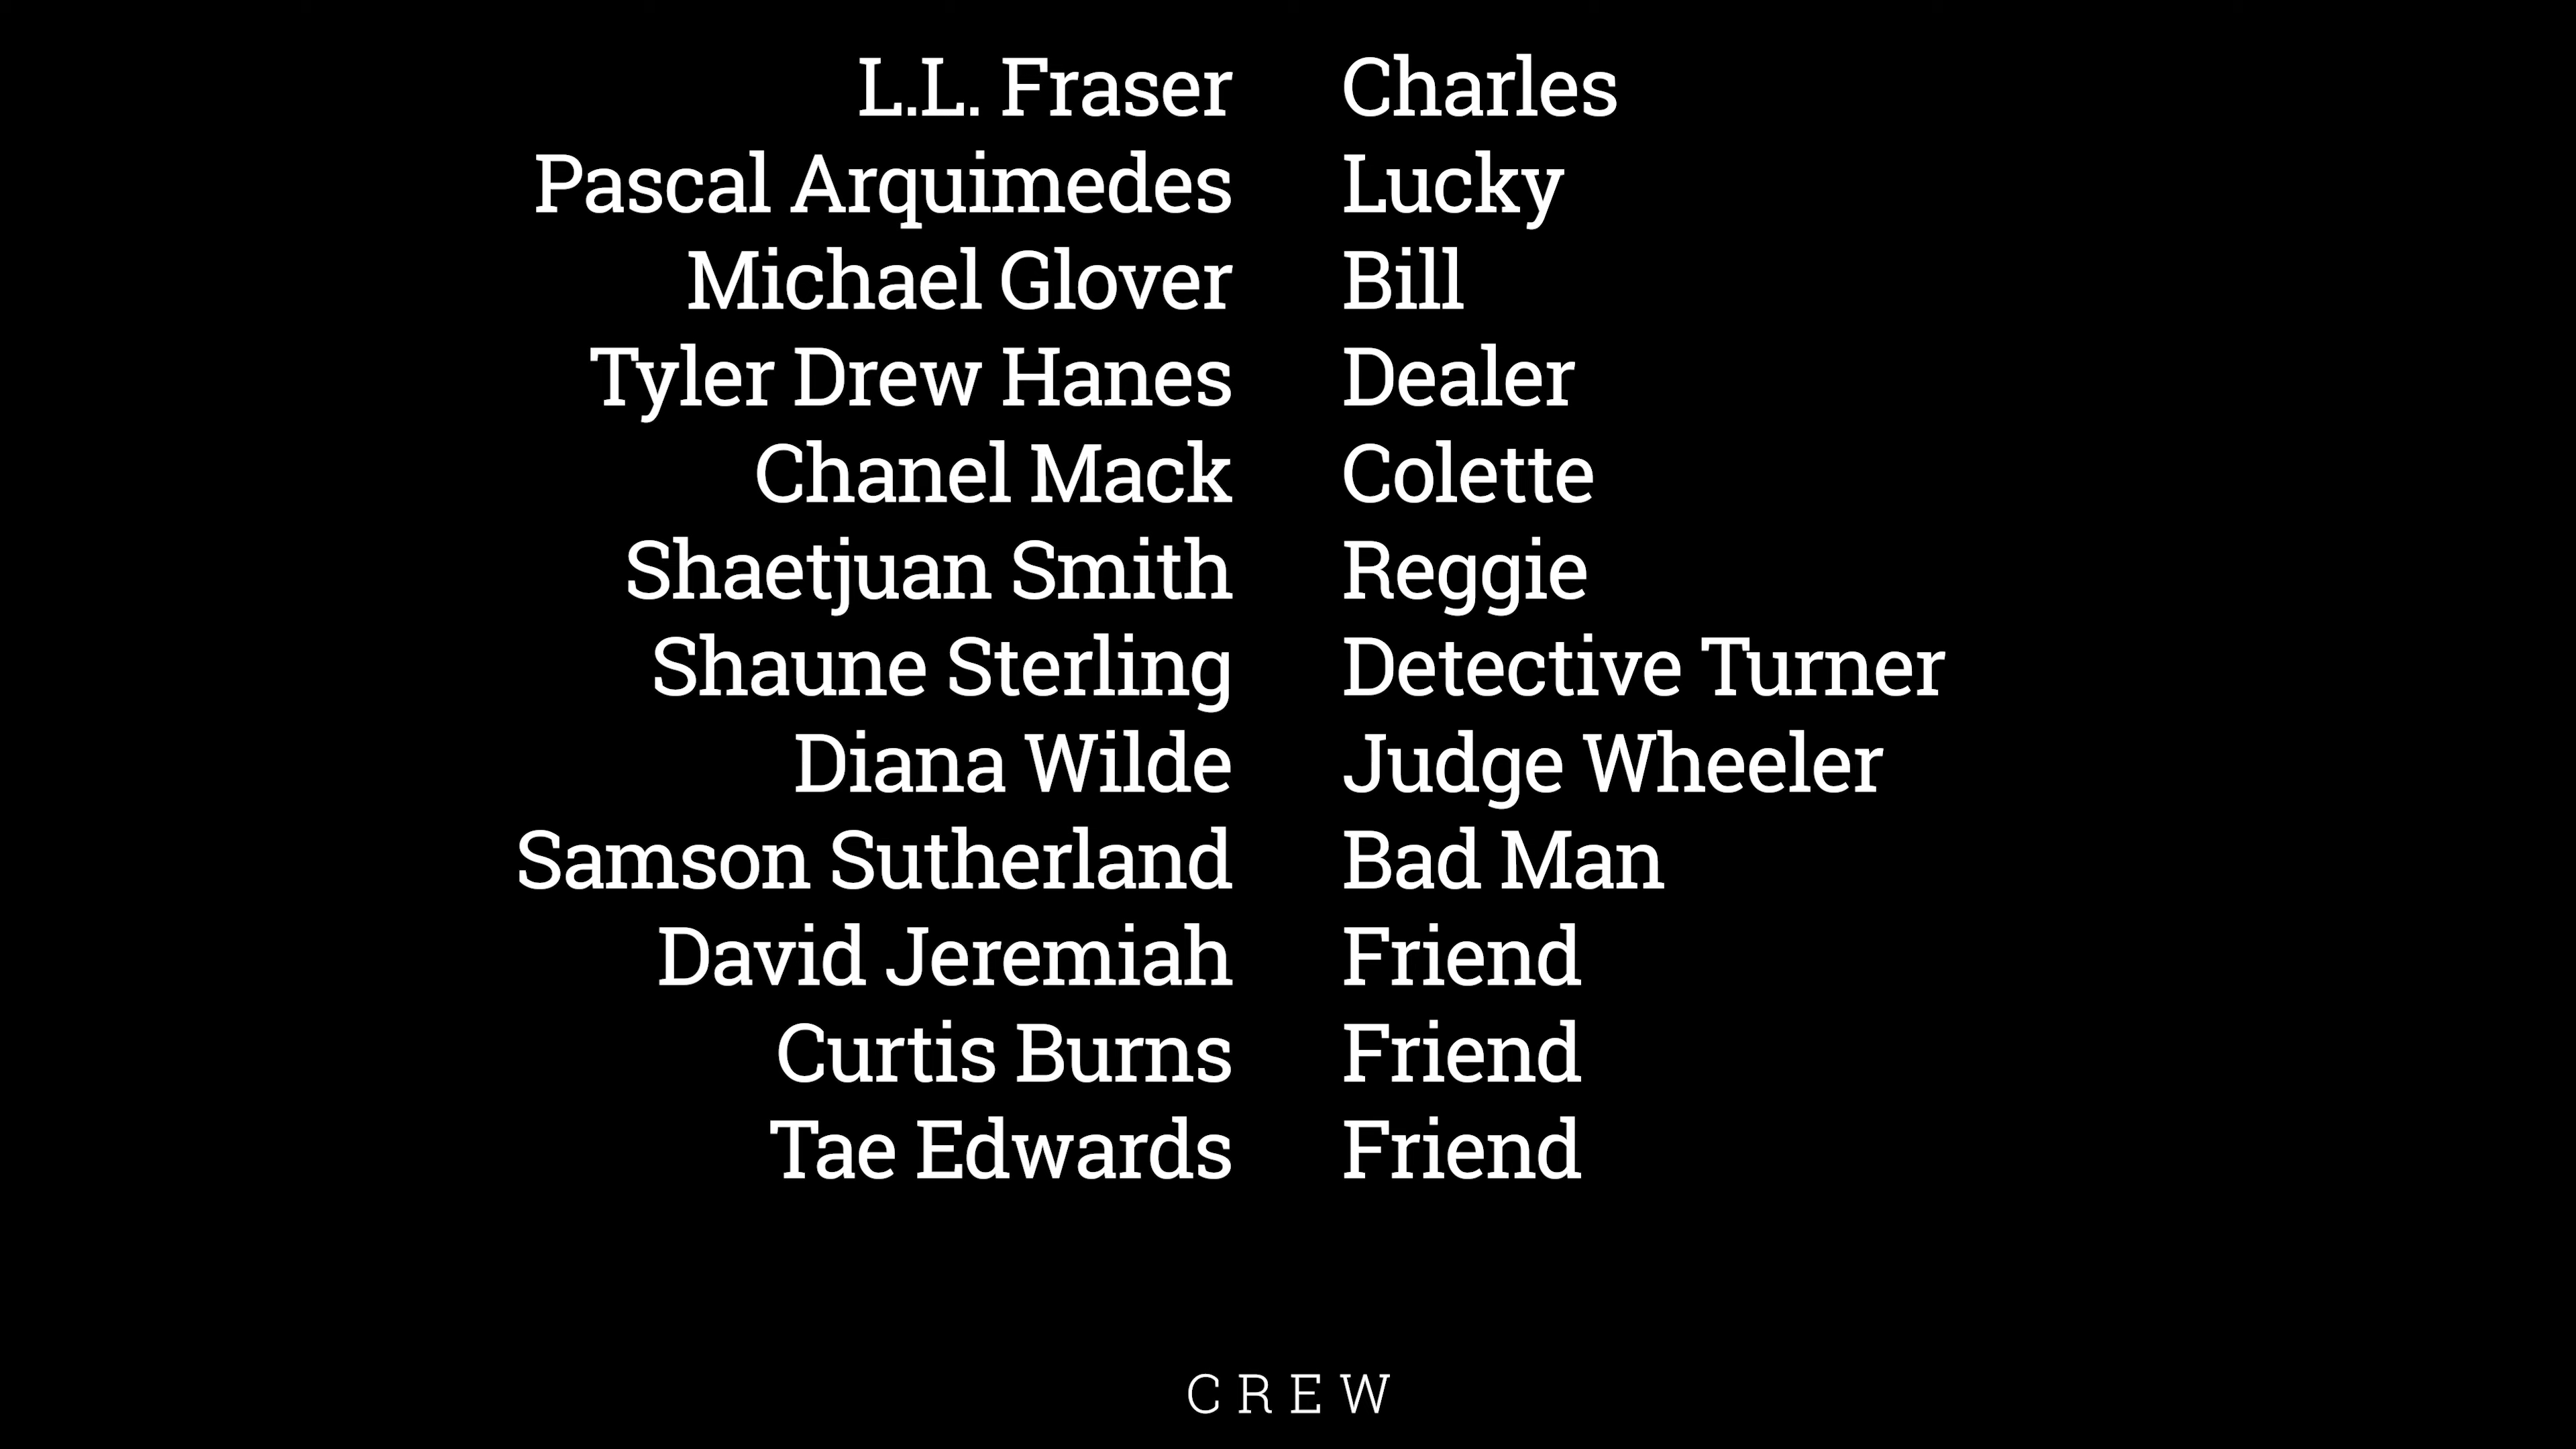 L.L. Fraser Charles
Pascal Arquimedes Lucky
Michael Glover Bill
Tyler Drew Hanes Dealer
Chanel Mack Colette
Shaetjuan Smith Reggie
Shaune Sterling Detective Turner
Diana Wilde Judge Wheeler
Samson Sutherland Bad Man
David Jeremiah Friend
Curtis Burns Friend
Tae Edwards Friend
CREW